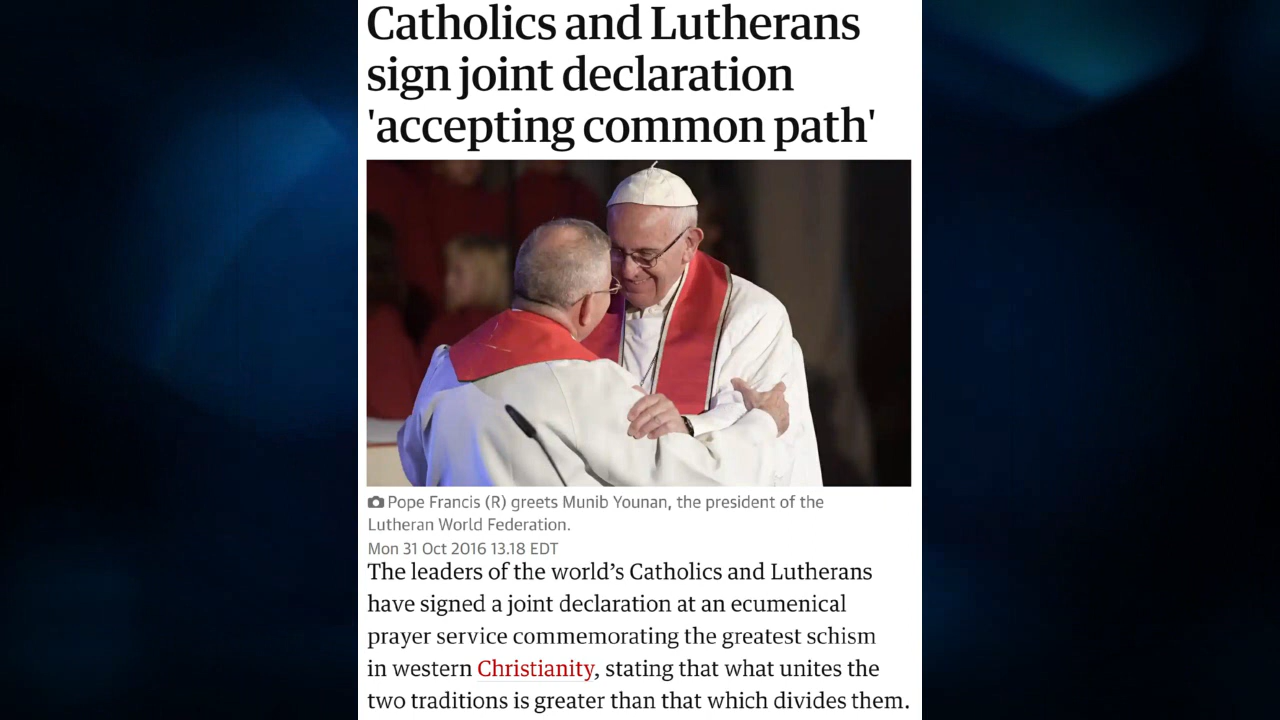 Catholics and Lutherans
sign joint declaration
'accepting common path'
Pope Francis (R) greets Munib Younan, the president of the
Lutheran World Federation.
Mon 31 Oct 2016 13.18 EDT
The leaders of the world’s Catholics and Lutherans
have signed a joint declaration at an ecumenical
prayer service commemorating the greatest schism
in western Christianity, stating that what unites the
two traditions is greater than that which divides them.